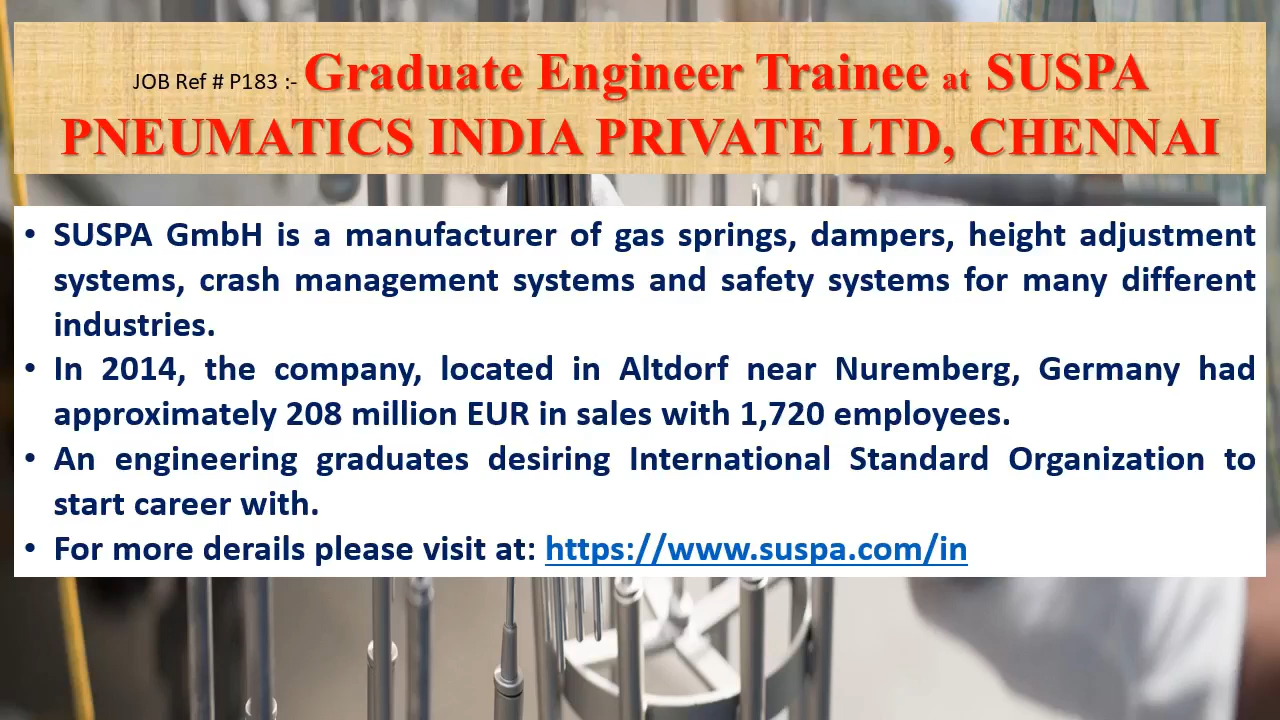 JOB Ref # P183 :- Graduate Engineer Trainee at SUSPA
PNEUMATICS INDIA PRIVATE LTD, CHENNAI
• SUSPA GmbH is a manufacturer of gas springs, dampers, height adjustment
systems, crash management systems and safety systems for many different
industries.
• In 2014, the company, located in Altdorf near Nuremberg, Germany had
approximately 208 million EUR in sales with 1,720 employees.
• An engineering graduates desiring International Standard Organization to
start career with.
• For more derails please visit at: https://www.suspa.com/in